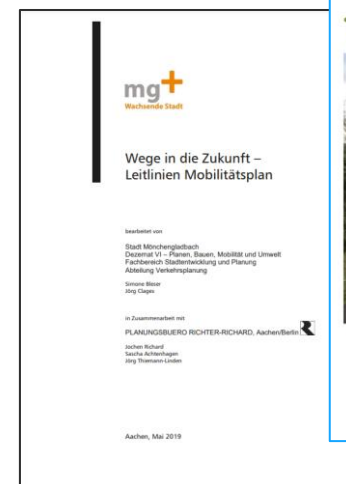 mg+
Wachsende Stadt
Wege in die Zukunft –
Leitlinien Mobilitätsplan
bearbeitet von
Stadt Mönchengladbach
Dezernat VI – Planen, Bauen, Mobilität und Umwelt
Fachbereich Stadtentwicklung und Planung
Abteilung Verkehrsplanung
Simone Bleser
Jörg Clages
in Zusammenarbeit mit
PLANUNGSBUERO RICHTER-RICHARD, Aachen/Berlin
Jochen Richard
Sascha Achtenhagen
Jörg Thiemann-Linden
Aachen, Mai 2019